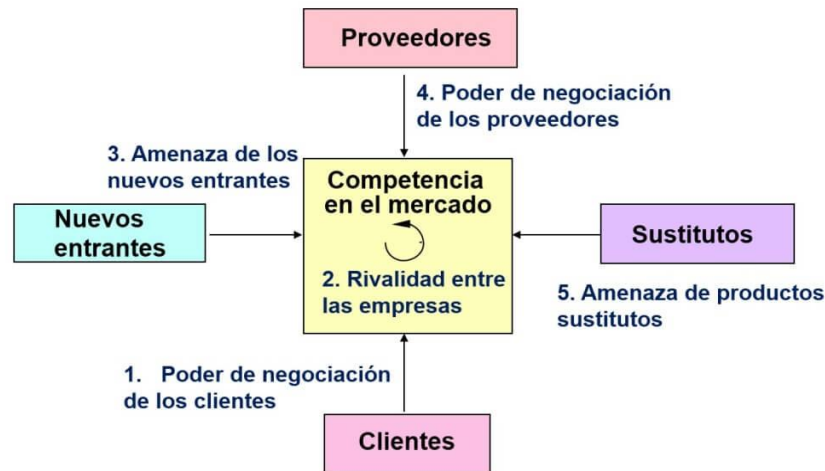 Proveedores
4. Poder de negociación
de los proveedores
3. Amenaza de los
nuevos entrantes
Competencia
en el mercado
Nuevos
entrantes
Sustitutos
2. Rivalidad entre
las empresas
5. Amenaza de productos
sustitutos
1. Poder de negociación
de los clientes
Clientes